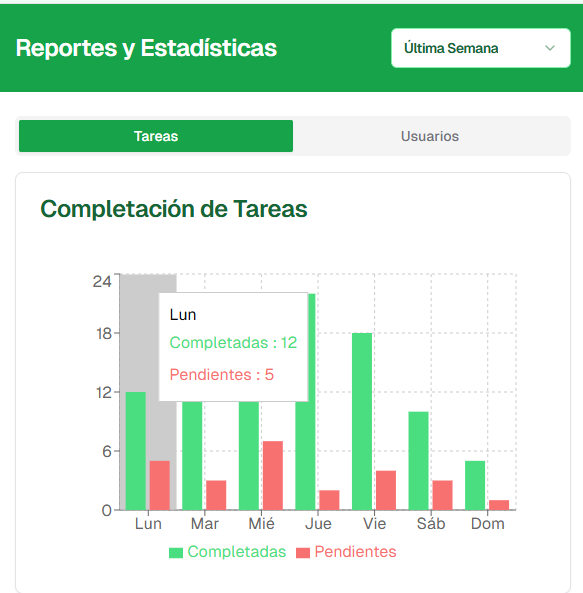 Reportes y Estadísticas
Última Semana
Tareas
Usuarios
Completación de Tareas
24
18
12
6
0
Lun
Completadas : 12
Pendientes : 5
Lun Mar Mié Jue Vie Sáb Dom
Completadas Pendientes